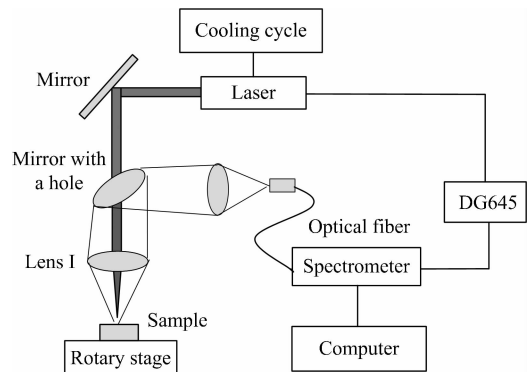 Cooling cycle
Mirror
Laser
Mirror with
a hole
DG645
Optical fiber
Lens I
Spectrometer
Sample
Rotary stage
Computer